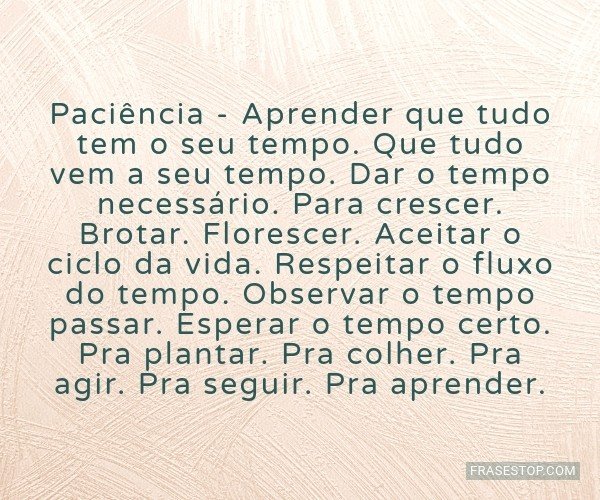 Paciência - Aprender que tudo
tem o seu tempo. Que tudo
vem a seu tempo. Dar o tempo
necessário. Para crescer.
Brotar. Florescer. Aceitar o
ciclo da vida. Respeitar o fluxo
do tempo. Observar o tempo
passar. Esperar o tempo certo.
Pra plantar. Pra colher. Pra
agir. Pra seguir. Pra aprender.
FRASESTOP.COM